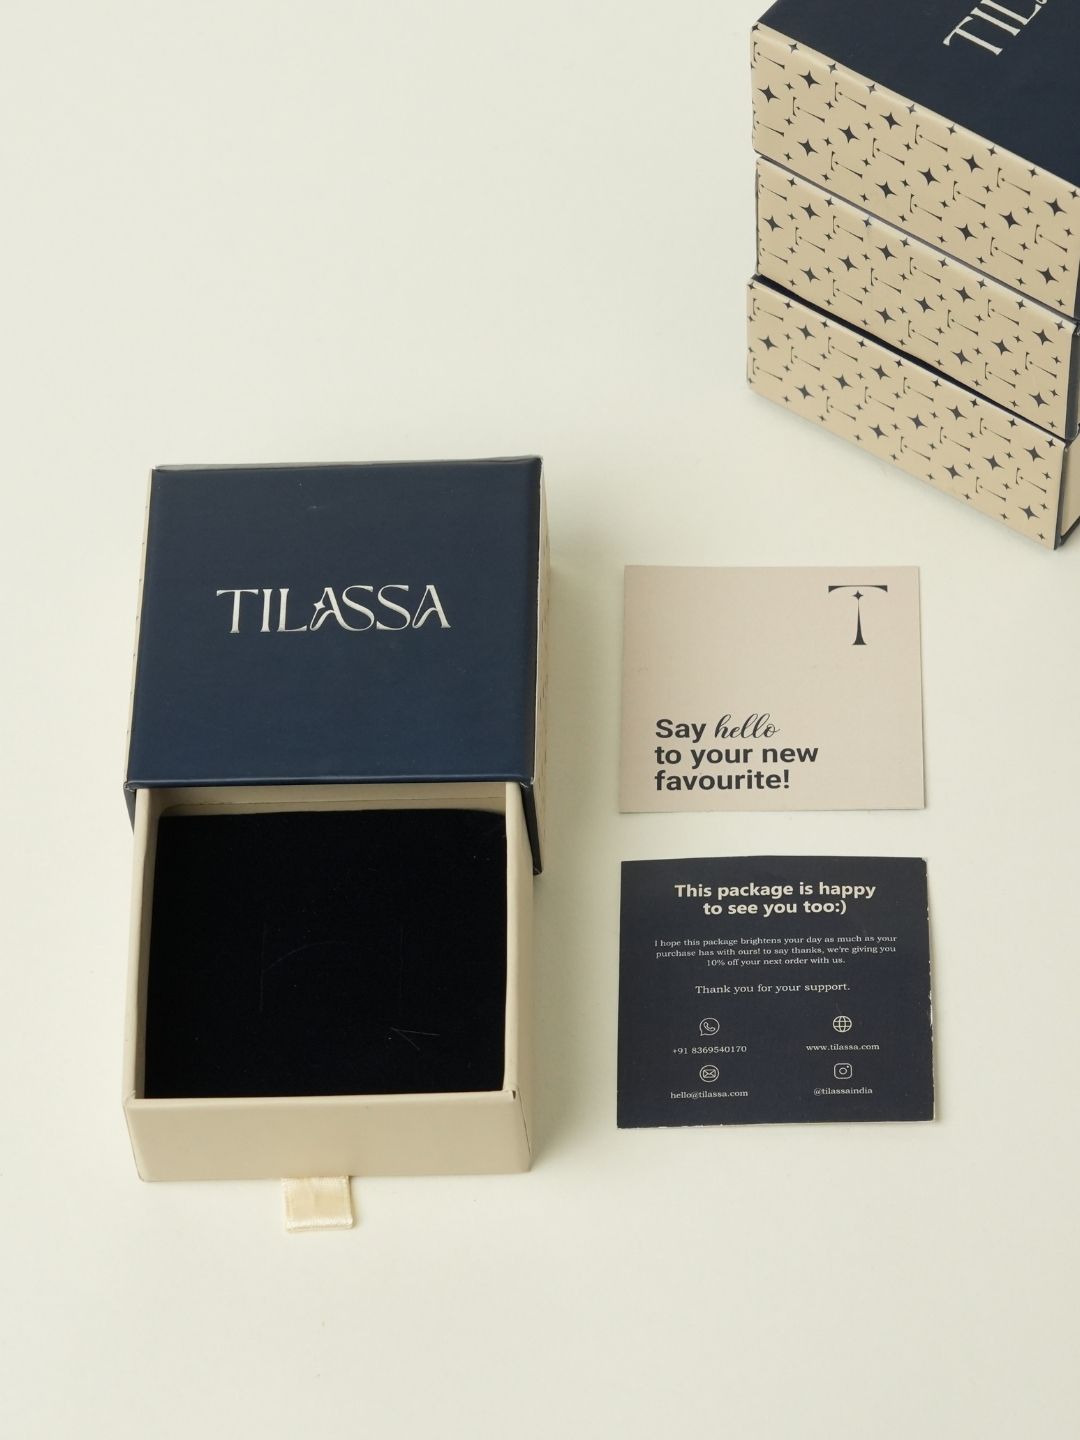 TIL
TILASSA
T
Say hello
to your new
favourite!
This package is happy
to see you too:)
I hope this package brightens your day as much as your
purchase has with ours! to say thanks, we're giving you
10% off your next order with us.
Thank you for your support.
+91 8369540170
www.tilassa.com
hello@tilassa.com
@tilassaindia